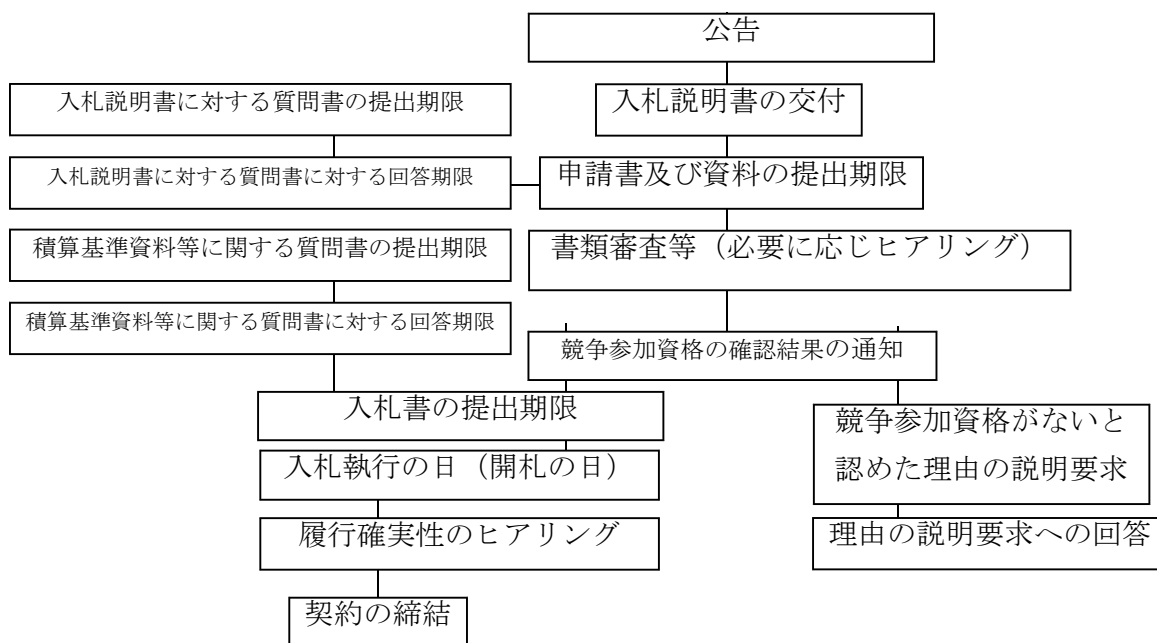 公告
入札説明書に対する質問書の提出期限
入札説明書の交付
入札説明書に対する質問書に対する回答期限
申請書及び資料の提出期限
積算基準資料等に関する質問書の提出期限
書類審査等（必要に応じヒアリング）
積算基準資料等に関する質問書に対する回答期限
競争参加資格の確認結果の通知
入札書の提出期限
競争参加資格がないと
認めた理由の説明要求
入札執行の日（開札の日）
履行確実性のヒアリング
理由の説明要求への回答
契約の締結